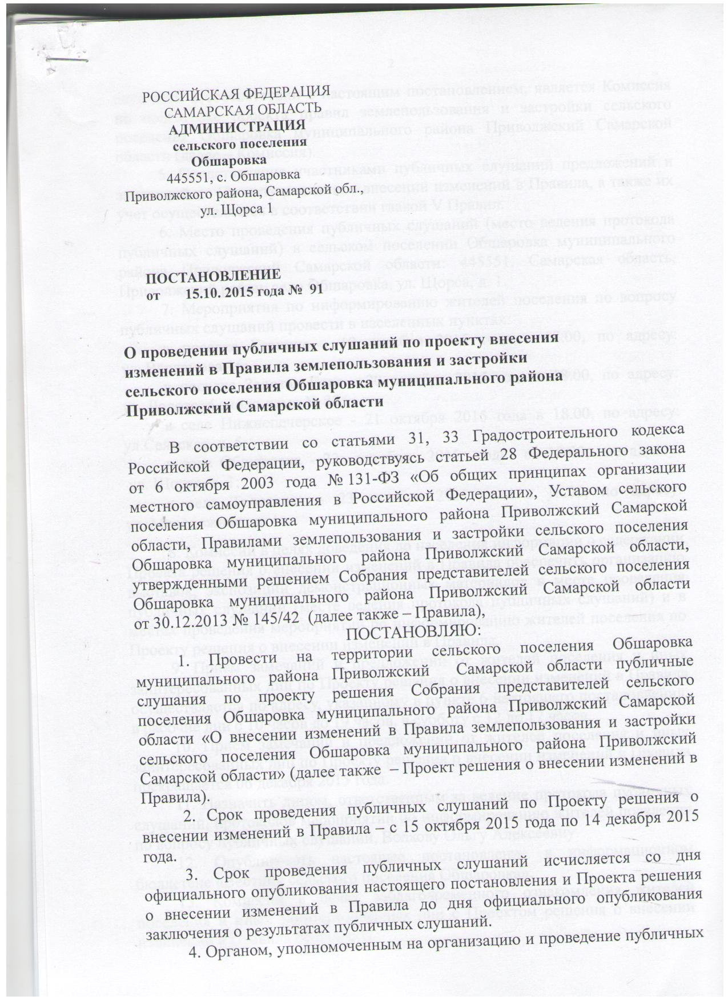 РОССИЙСКАЯ ФЕДЕРАЦИЯ
САМАРСКАЯ ОБЛАСТЬ
АДМИНИСТРАЦИЯ
сельского поселения
Обшаровка
445551, с. Обшаровка
Приволжского района, Самарской обл.,
ул. Щорса 1
ПОСТАНОВЛЕНИЕ
от 15.10. 2015 года № 91
О проведении публичных слушаний по проекту внесения
изменений в Правила землепользования и застройки
сельского поселения Обшаровка муниципального района
Приволжский Самарской области
В соответствии со статьями 31, 33 Градостроительного кодекса
Российской Федерации, руководствуясь статьей 28 Федерального закона
от 6 октября 2003 года № 131-ФЗ «Об общих принципах организации
местного самоуправления в Российской Федерации», Уставом сельского
поселения Обшаровка муниципального района Приволжский Самарской
области, Правилами землепользования и застройки сельского поселения
Обшаровка муниципального района Приволжский Самарской области,
утвержденными решением Собрания представителей сельского поселения
Обшаровка муниципального района Приволжский Самарской области
от 30.12.2013 № 145/42 (далее также – Правила),
ПОСТАНОВЛЯЮ:
1. Провести на территории сельского поселения Обшаровка
муниципального района Приволжский Самарской области публичные
слушания по проекту решения Собрания представителей сельского
поселения Обшаровка муниципального района Приволжский Самарской
области «О внесении изменений в Правила землепользования и застройки
сельского поселения Обшаровка муниципального района Приволжский
Самарской области» (далее также – Проект решения о внесении изменений в
Правила).
2. Срок проведения публичных слушаний по Проекту решения о
внесении изменений в Правила – с 15 октября 2015 года по 14 декабря 2015
года.
3. Срок проведения публичных слушаний исчисляется со дня
официального опубликования настоящего постановления и Проекта решения
о внесении изменений в Правила до дня официального опубликования
заключения о результатах публичных слушаний.
4. Органом, уполномоченным на организацию и проведение публичных